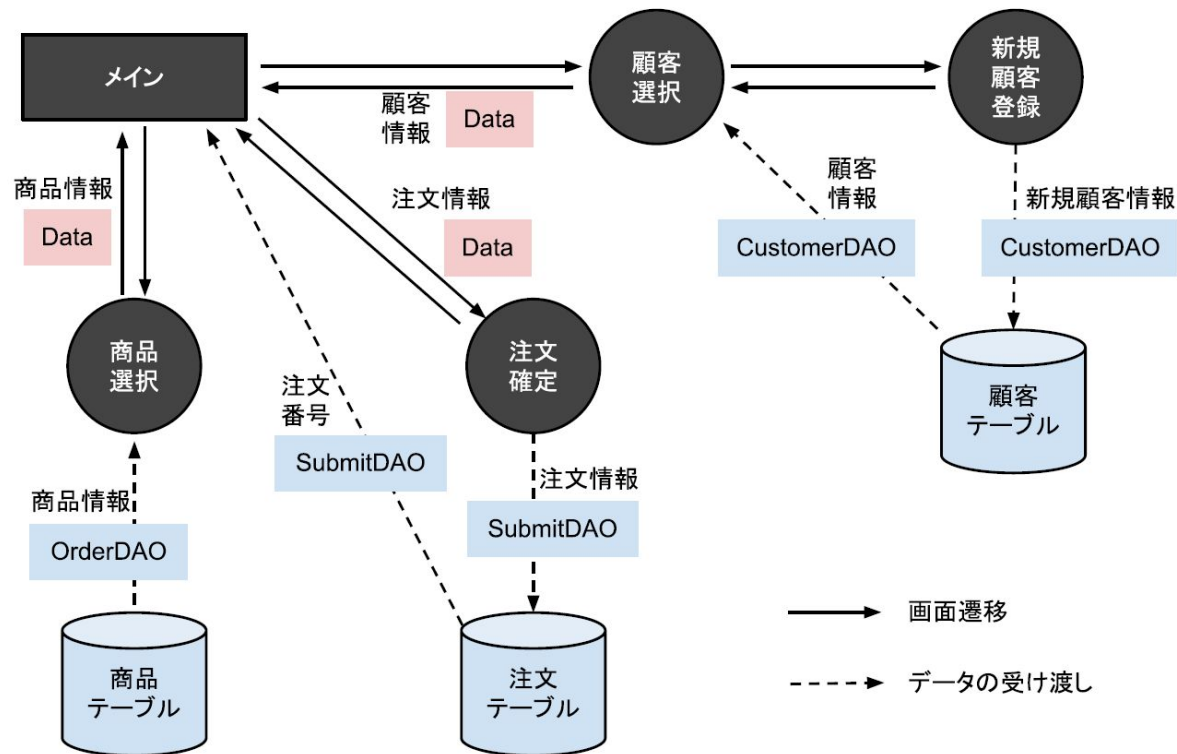 メイン
顧客
選択
新規
顧客
登録
顧客
情報
Data
商品情報
Data
注文情報
Data
顧客
情報
CustomerDAO
新規顧客情報
CustomerDAO
商品
選択
注文
確定
注文
番号
SubmitDAO
顧客
テーブル
商品情報
OrderDAO
注文情報
SubmitDAO
商品
テーブル
注文
テーブル
画面遷移
データの受け渡し